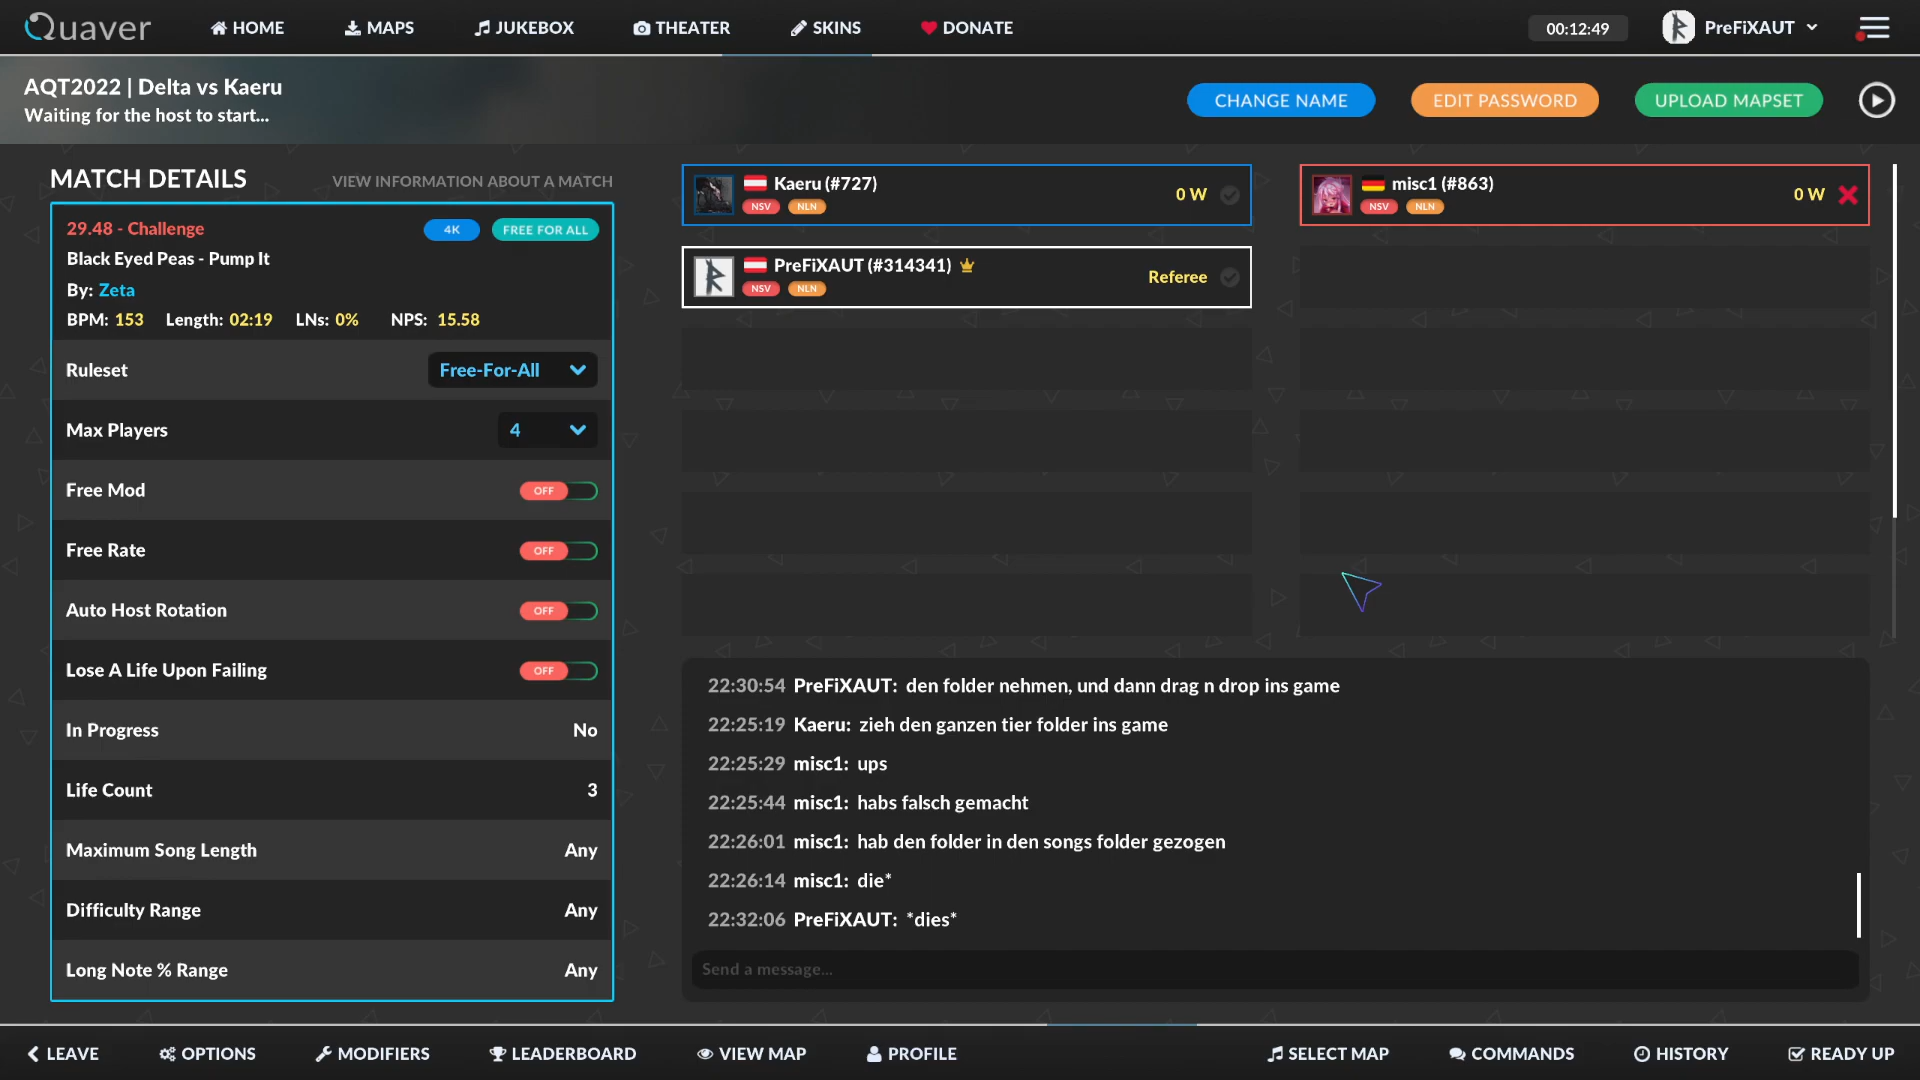 Quaver
HOME
MAPS
JUKEBOX
THEATER
SKINS
DONATE
00:12:49
PreFiXAUT
AQT2022 | Delta vs Kaeru
Waiting for the host to start...
CHANGE NAME
EDIT PASSWORD
UPLOAD MAPSET
MATCH DETAILS
VIEW INFORMATION ABOUT A MATCH
29.48 - Challenge
4K
FREE FOR ALL
Black Eyed Peas - Pump It
By: Zeta
BPM: 153 Length: 02:19 LNs: 0% NPS: 15.58
Ruleset
Free-For-All
Max Players
4
Free Mod
OFF
Free Rate
OFF
Auto Host Rotation
OFF
Lose A Life Upon Failing
OFF
In Progress
No
Life Count
3
Maximum Song Length
Any
Difficulty Range
Any
Long Note % Range
Any
Kaeru (#727)
NSV
NLN
0 W
misc1 (#863)
NSV
NLN
0 W
PreFiXAUT (#314341)
NSV
NLN
Referee
22:30:54 PreFiXAUT: den folder nehmen, und dann drag n drop ins game
22:25:19 Kaeru: zieh den ganzen tier folder ins game
22:25:29 misc1: ups
22:25:44 misc1: habs falsch gemacht
22:26:01 misc1: hab den folder in den songs folder gezogen
22:26:14 misc1: die*
22:32:06 PreFiXAUT: *dies*
Send a message...
LEAVE
OPTIONS
MODIFIERS
LEADERBOARD
VIEW MAP
PROFILE
SELECT MAP
COMMANDS
HISTORY
READY UP